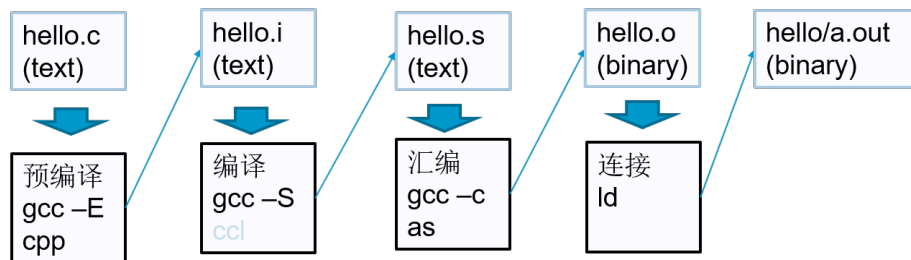 hello.c
(text)
hello.i
(text)
hello.s
(text)
hello.o
(binary)
hello/a.out
(binary)
预编译
gcc –E
cpp
编译
gcc –S
ccl
汇编
gcc –c
as
连接
ld